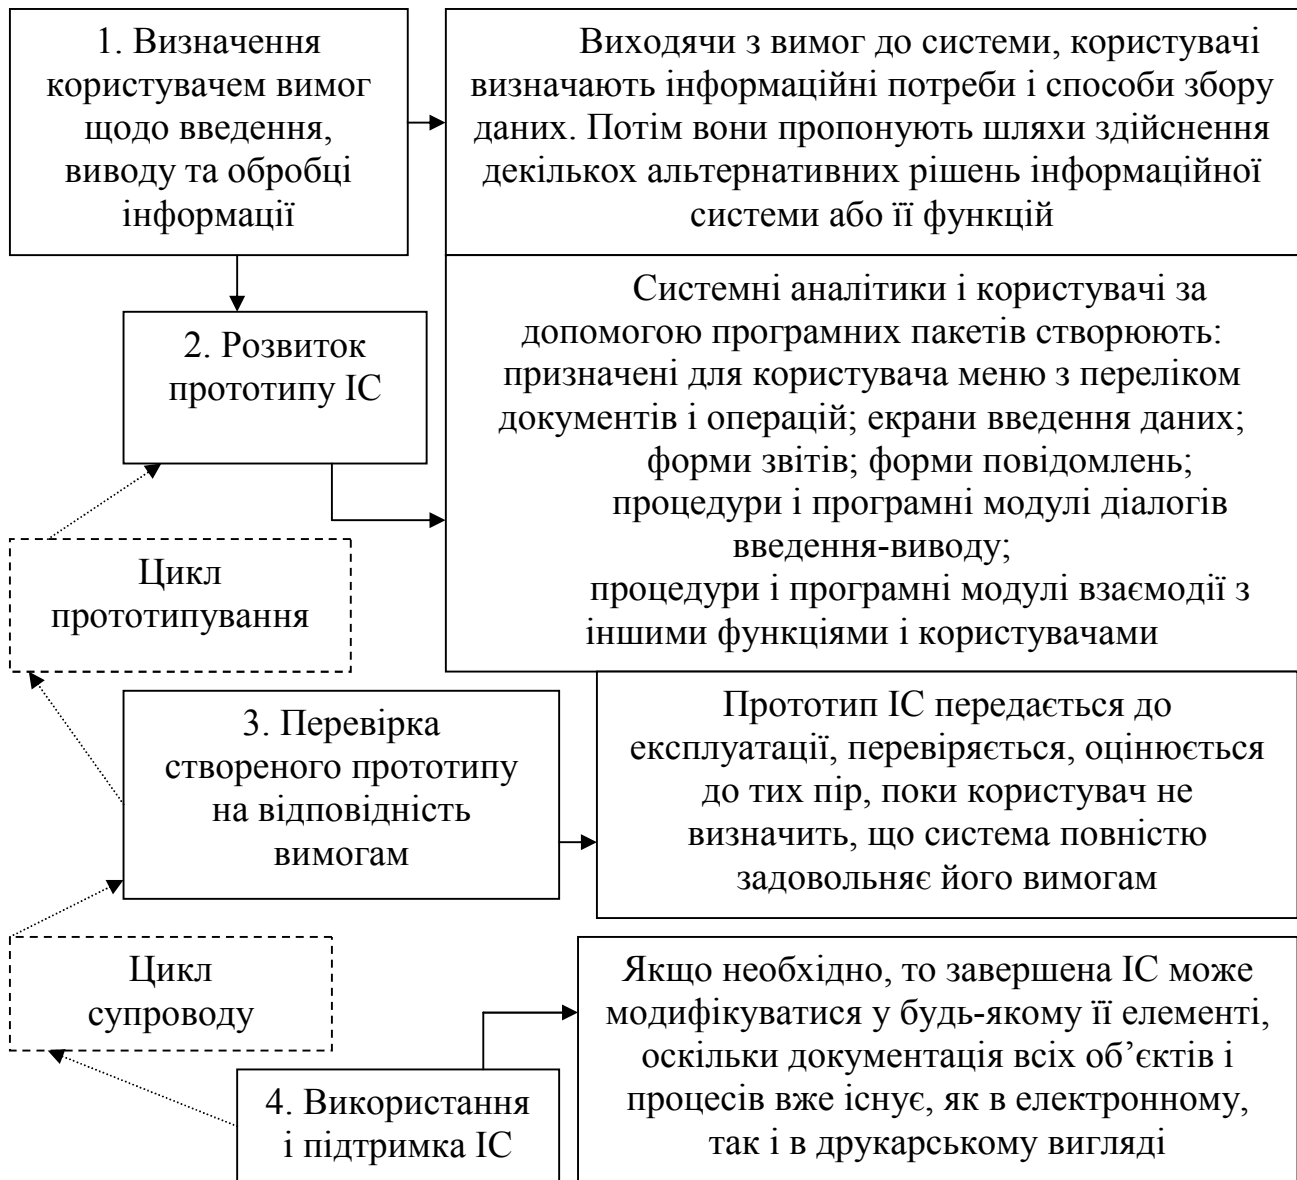 1. Визначення
користувачем вимог
щодо введення,
виводу та обробці
інформації
Виходячи з вимог до системи, користувачі
визначають інформаційні потреби і способи збору
даних. Потім вони пропонують шляхи здійснення
декількох альтернативних рішень інформаційної
системи або її функцій
2. Розвиток
прототипу ІС
Системні аналітики і користувачі за
допомогою програмних пакетів створюють:
призначені для користувача меню з переліком
документів і операцій; екрани введення даних;
форми звітів; форми повідомлень;
процедури і програмні модулі діалогів
введення-виводу;
процедури і програмні модулі взаємодії з
іншими функціями і користувачами
Цикл
прототипування
3. Перевірка
створеного прототипу
на відповідність
вимогам
Прототип ІС передається до
експлуатації, перевіряється, оцінюється
до тих пір, поки користувач не
визначить, що система повністю
задовольняє його вимогам
Цикл
супроводу
4. Використання
і підтримка ІС
Якщо необхідно, то завершена ІС може
модифікуватися у будь-якому її елементі,
оскільки документація всіх об’єктів і
процесів вже існує, як в електронному,
так і в друкарському вигляді